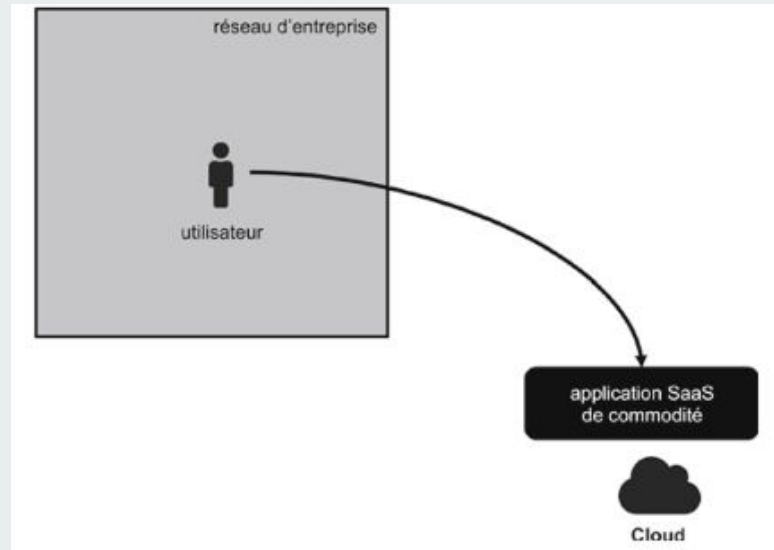 réseau d'entreprise
utilisateur
application SaaS
de commodité
Cloud